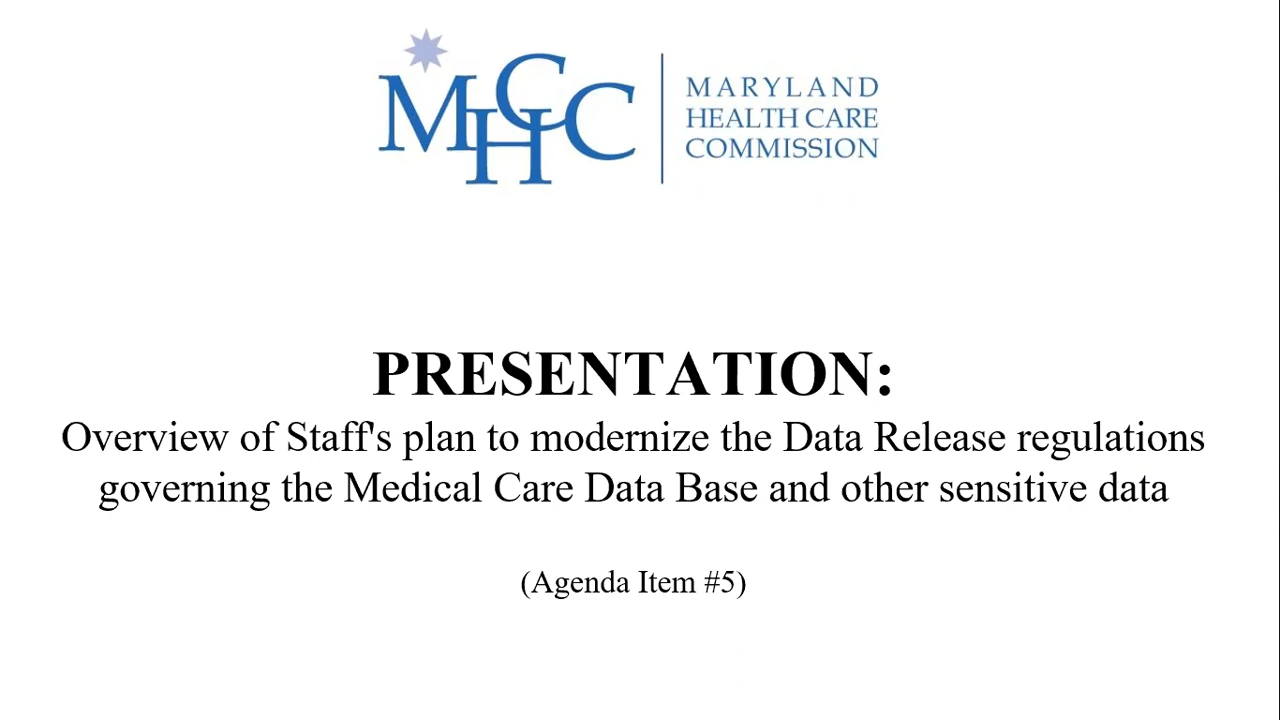 MHCC
MARYLAND
HEALTH CARE
COMMISSION
PRESENTATION:
Overview of Staff's plan to modernize the Data Release regulations
governing the Medical Care Data Base and other sensitive data
(Agenda Item #5)